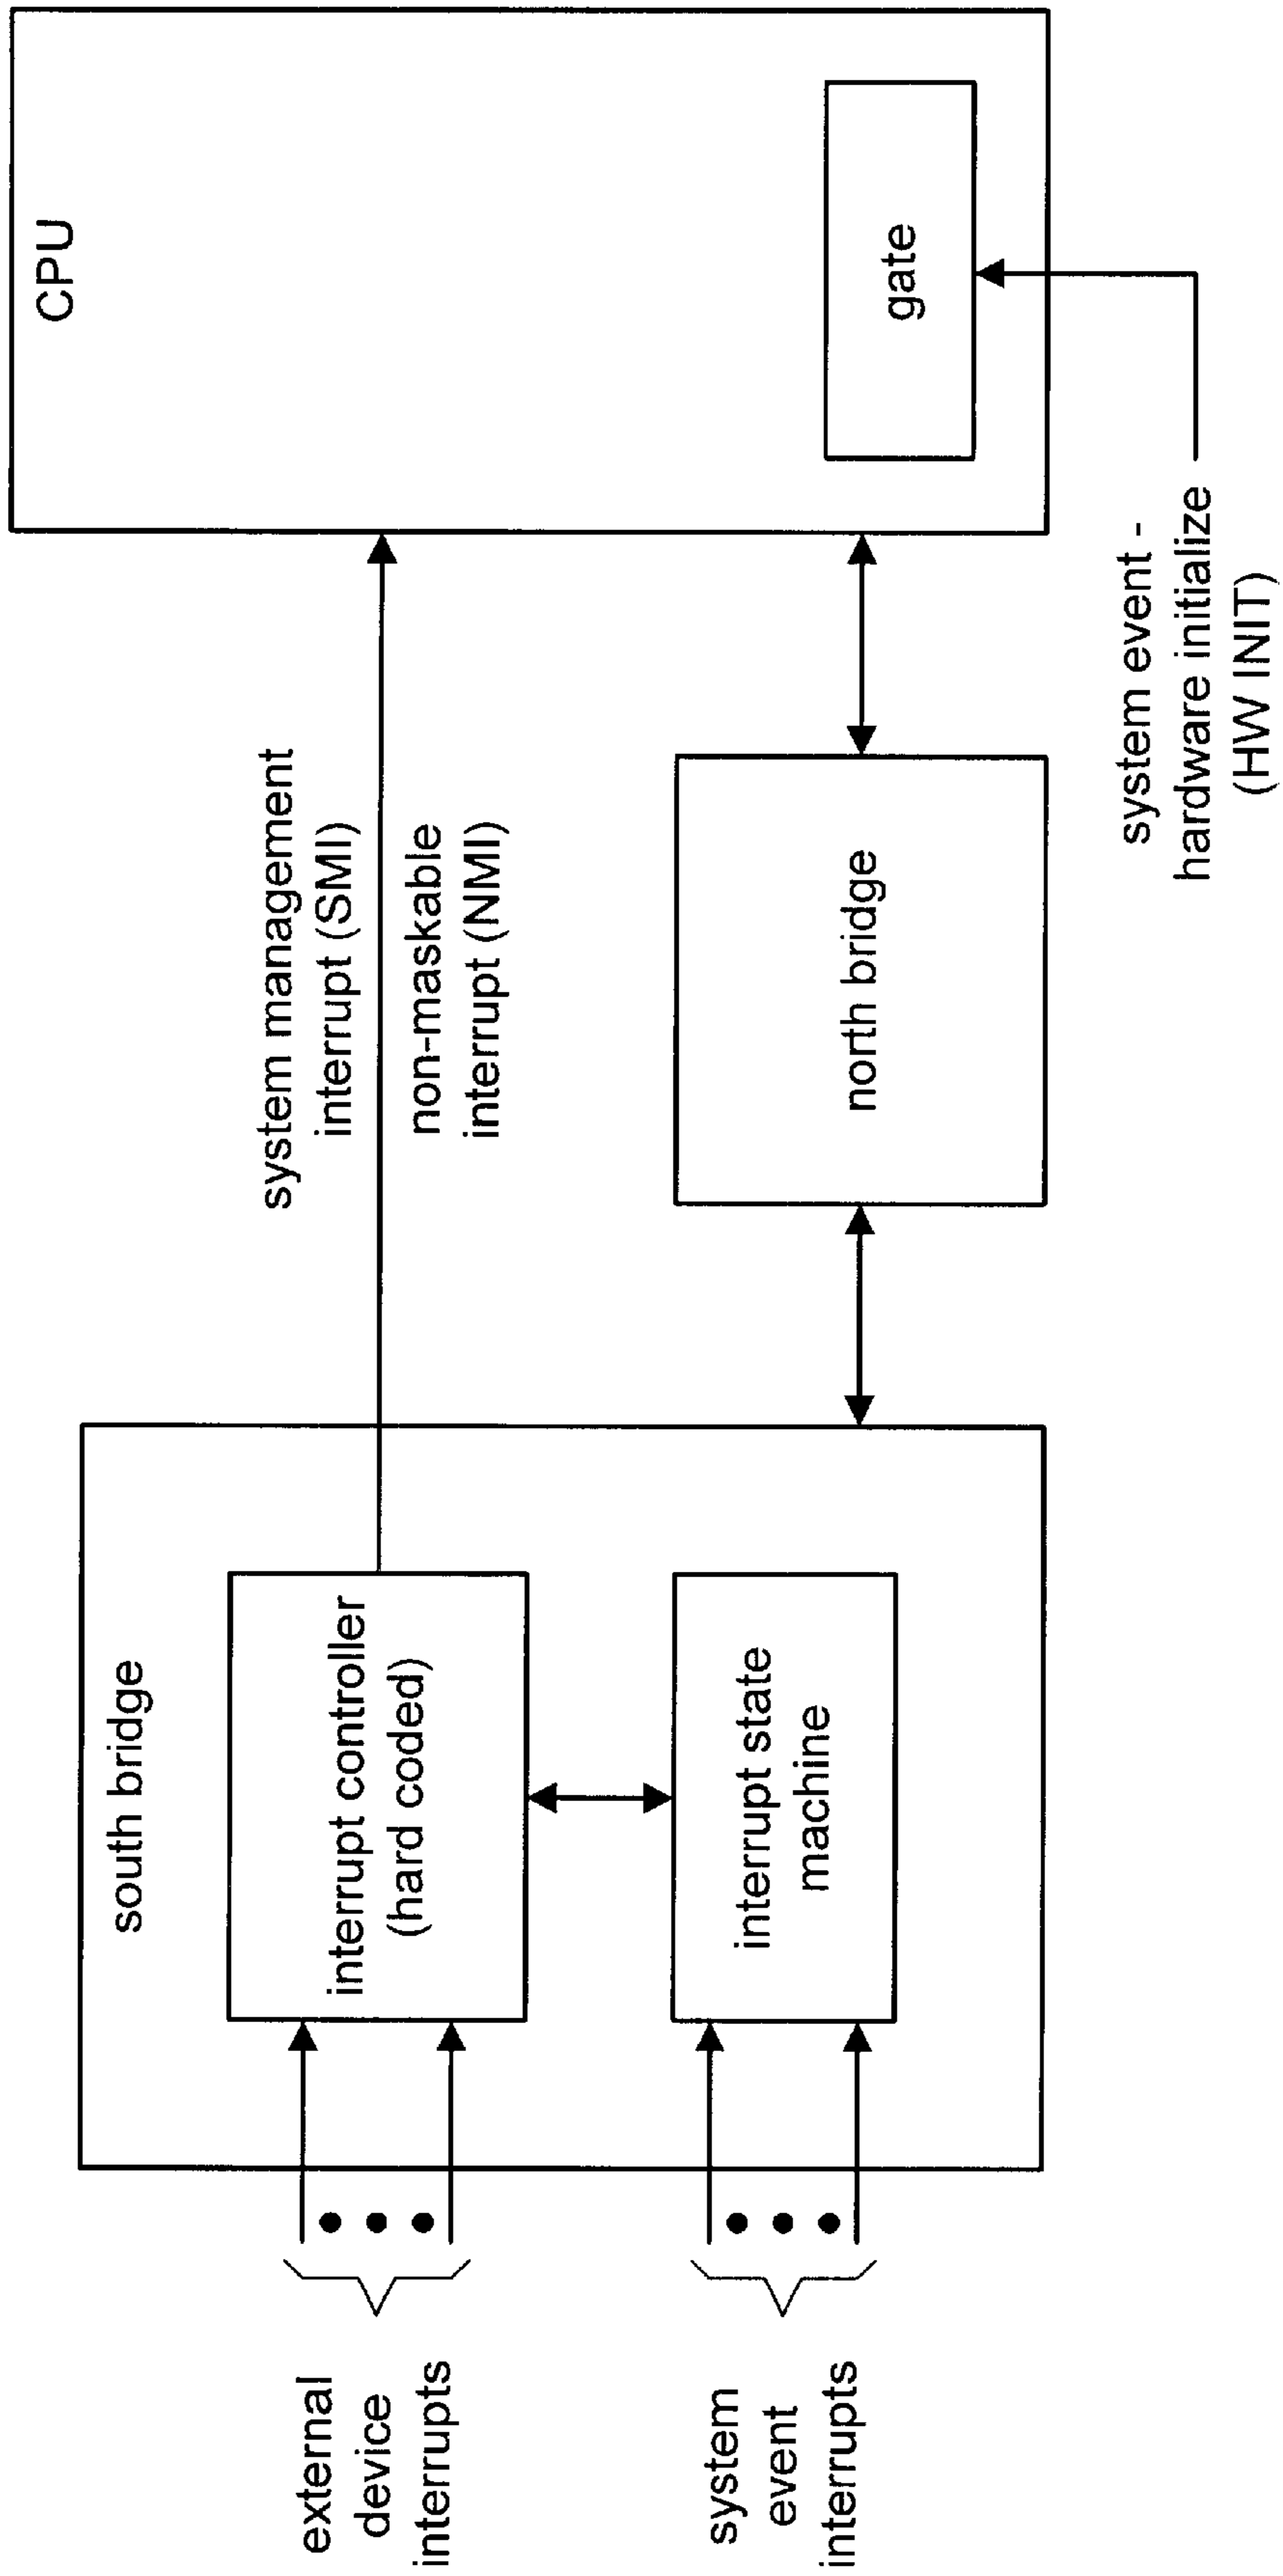 external
device
interrupts
system
event
interrupts
south bridge
interrupt controller
(hard coded)
interrupt state
machine
system management
interrupt (SMI)
non-maskable
interrupt (NMI)
north bridge
CPU
gate
system event -
hardware initialize
(HW INIT)